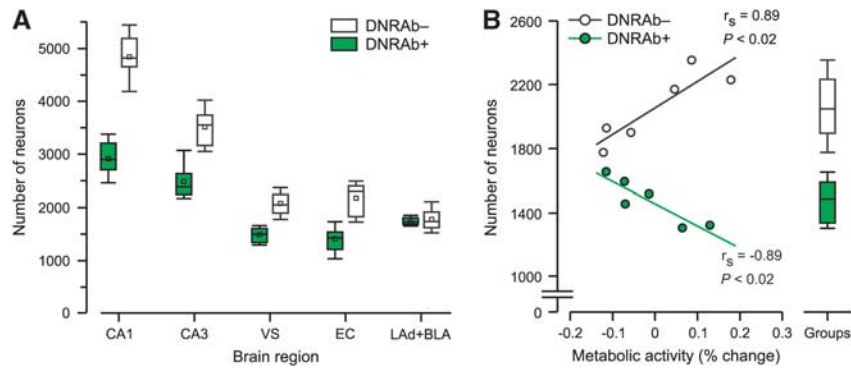 A
DNRAb–
DNRAb+
Number of neurons
5000
4000
3000
2000
1000
0
CA1 CA3 VS EC LAd+BLA
Brain region
B
DNRAb–
DNRAb+
rs = 0.89
P < 0.02
Number of neurons
2600
2200
1800
1400
1000
0
rs = -0.89
P < 0.02
-0.2 -0.1 0 0.1 0.2 0.3 Groups
Metabolic activity (% change)